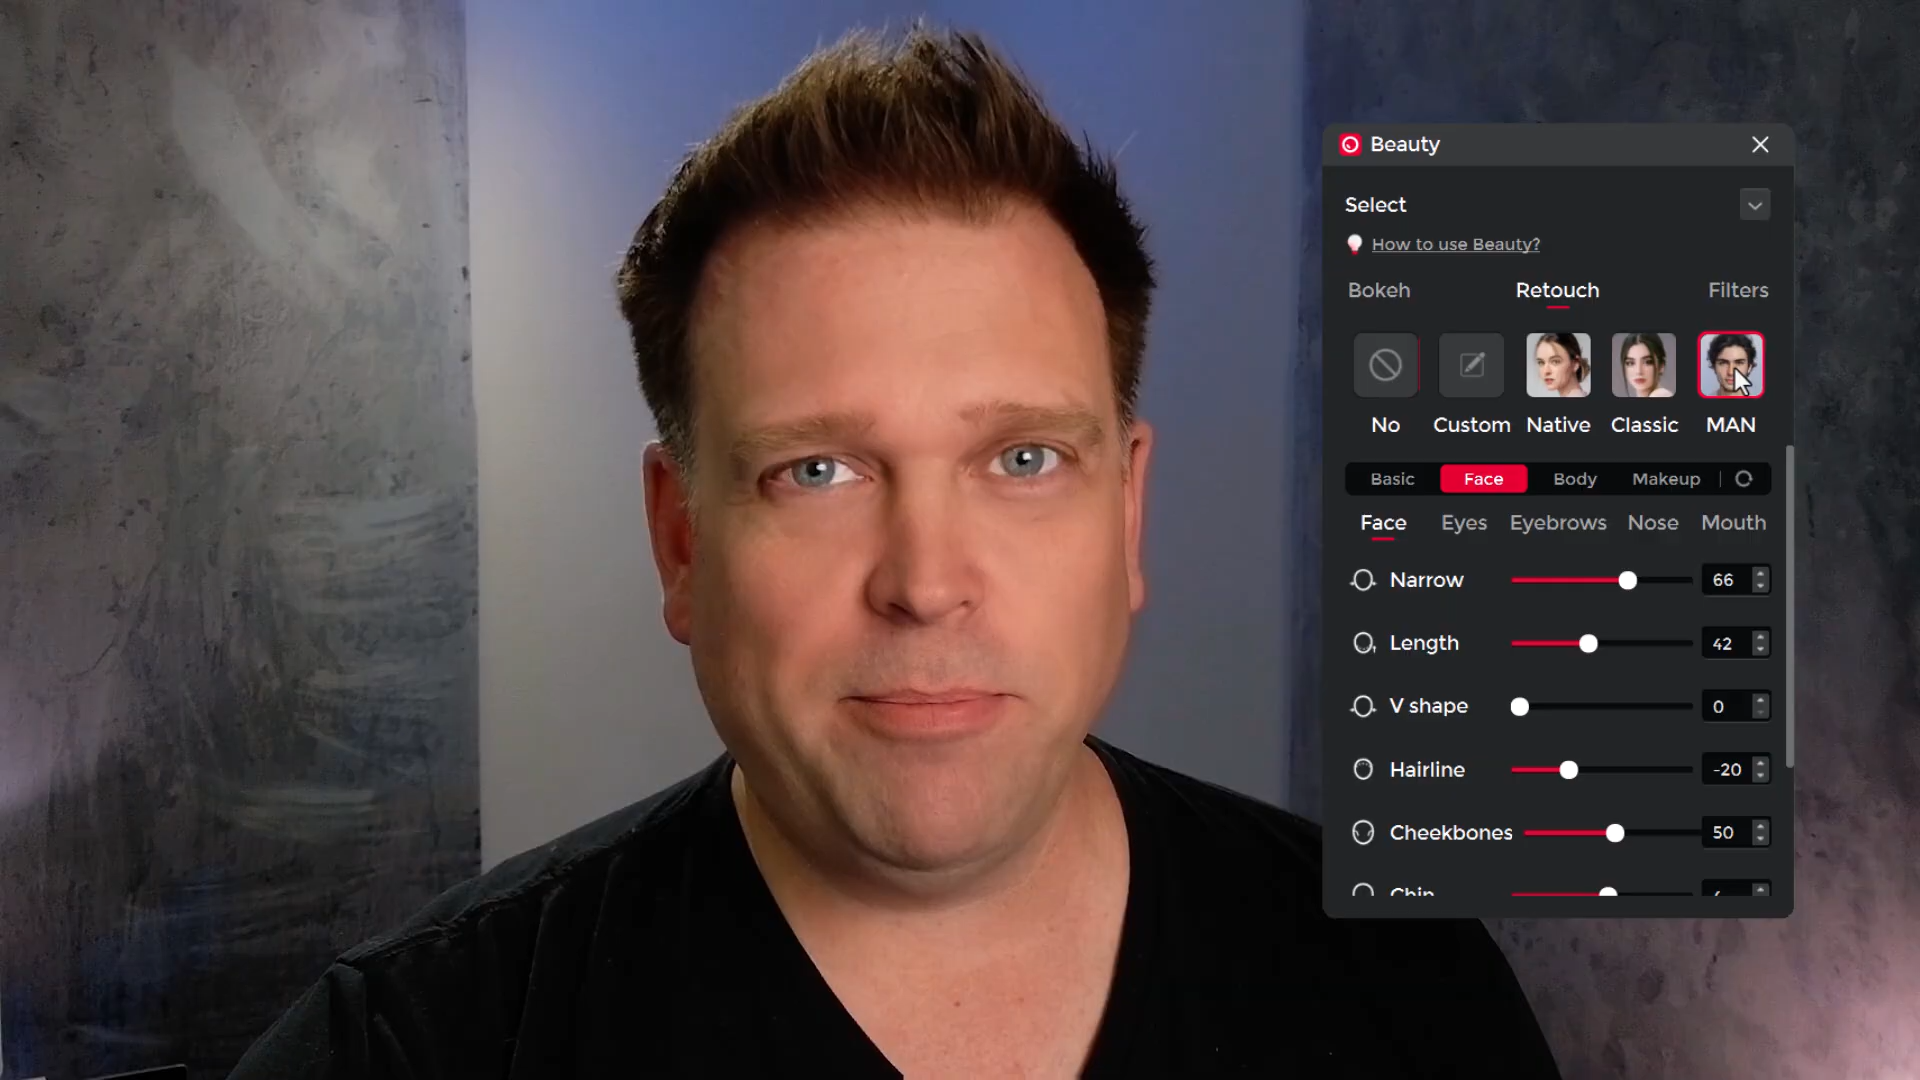 Beauty
Select
How to use Beauty?
Bokeh Retouch Filters
No Custom Native Classic MAN
Basic Face Body Makeup
Face Eyes Eyebrows Nose Mouth
Narrow 66
Length 42
V shape 0
Hairline -20
Cheekbones 50
Chin